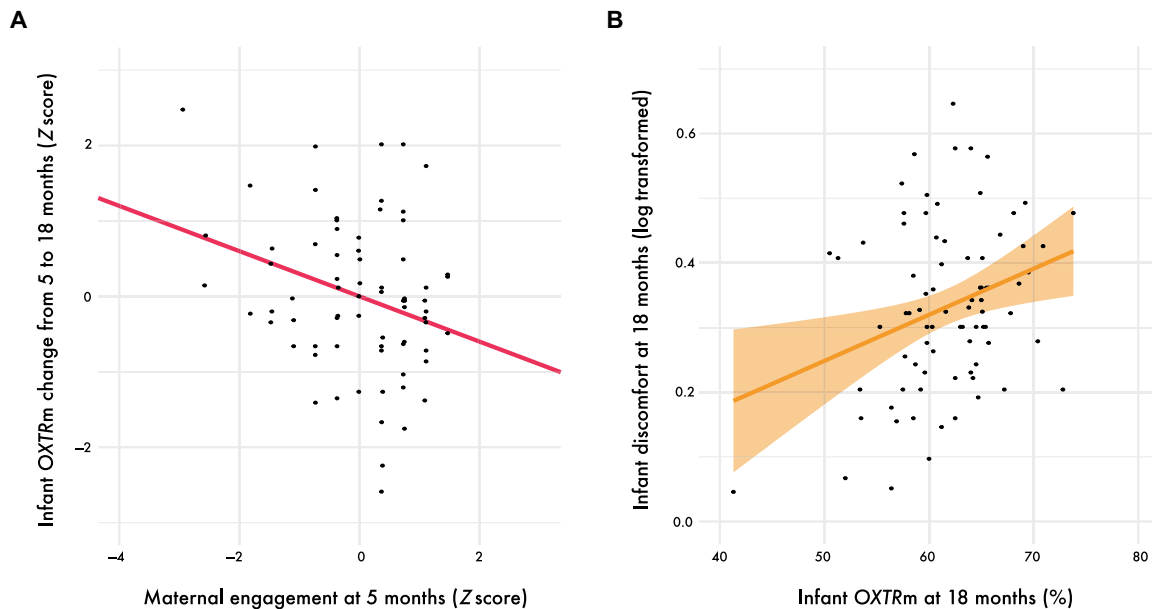 A
Infant OXTRm change from 5 to 18 months (Z score)
2
0
–2
–4
–2
0
2
Maternal engagement at 5 months (Z score)
B
Infant discomfort at 18 months (log transformed)
0.6
0.4
0.2
0.0
40
50
60
70
80
Infant OXTRm at 18 months (%)